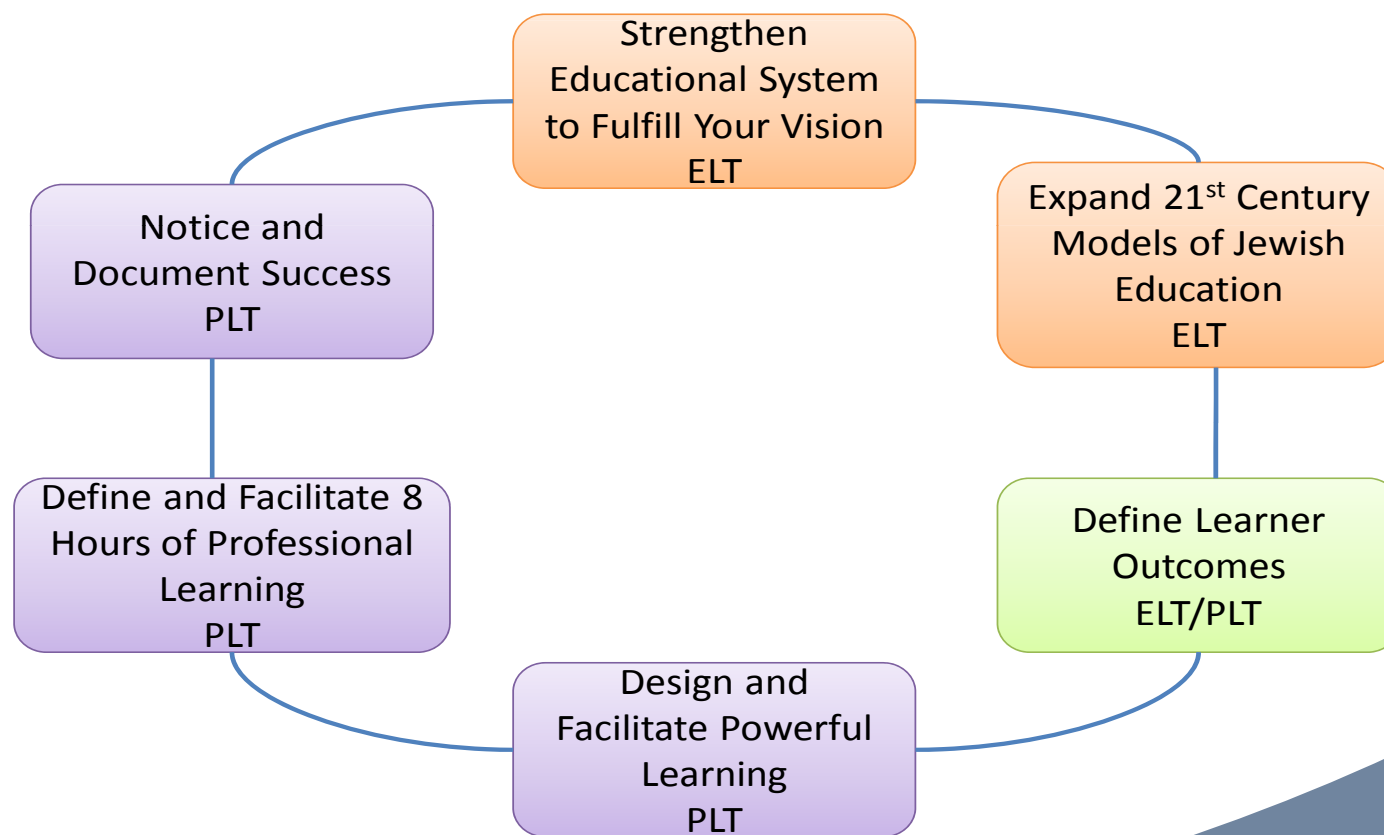 Strengthen
Educational System
to Fulfill Your Vision
ELT
Expand 21st Century
Models of Jewish
Education
ELT
Define Learner
Outcomes
ELT/PLT
Design and
Facilitate Powerful
Learning
PLT
Define and Facilitate 8
Hours of Professional
Learning
PLT
Notice and
Document Success
PLT